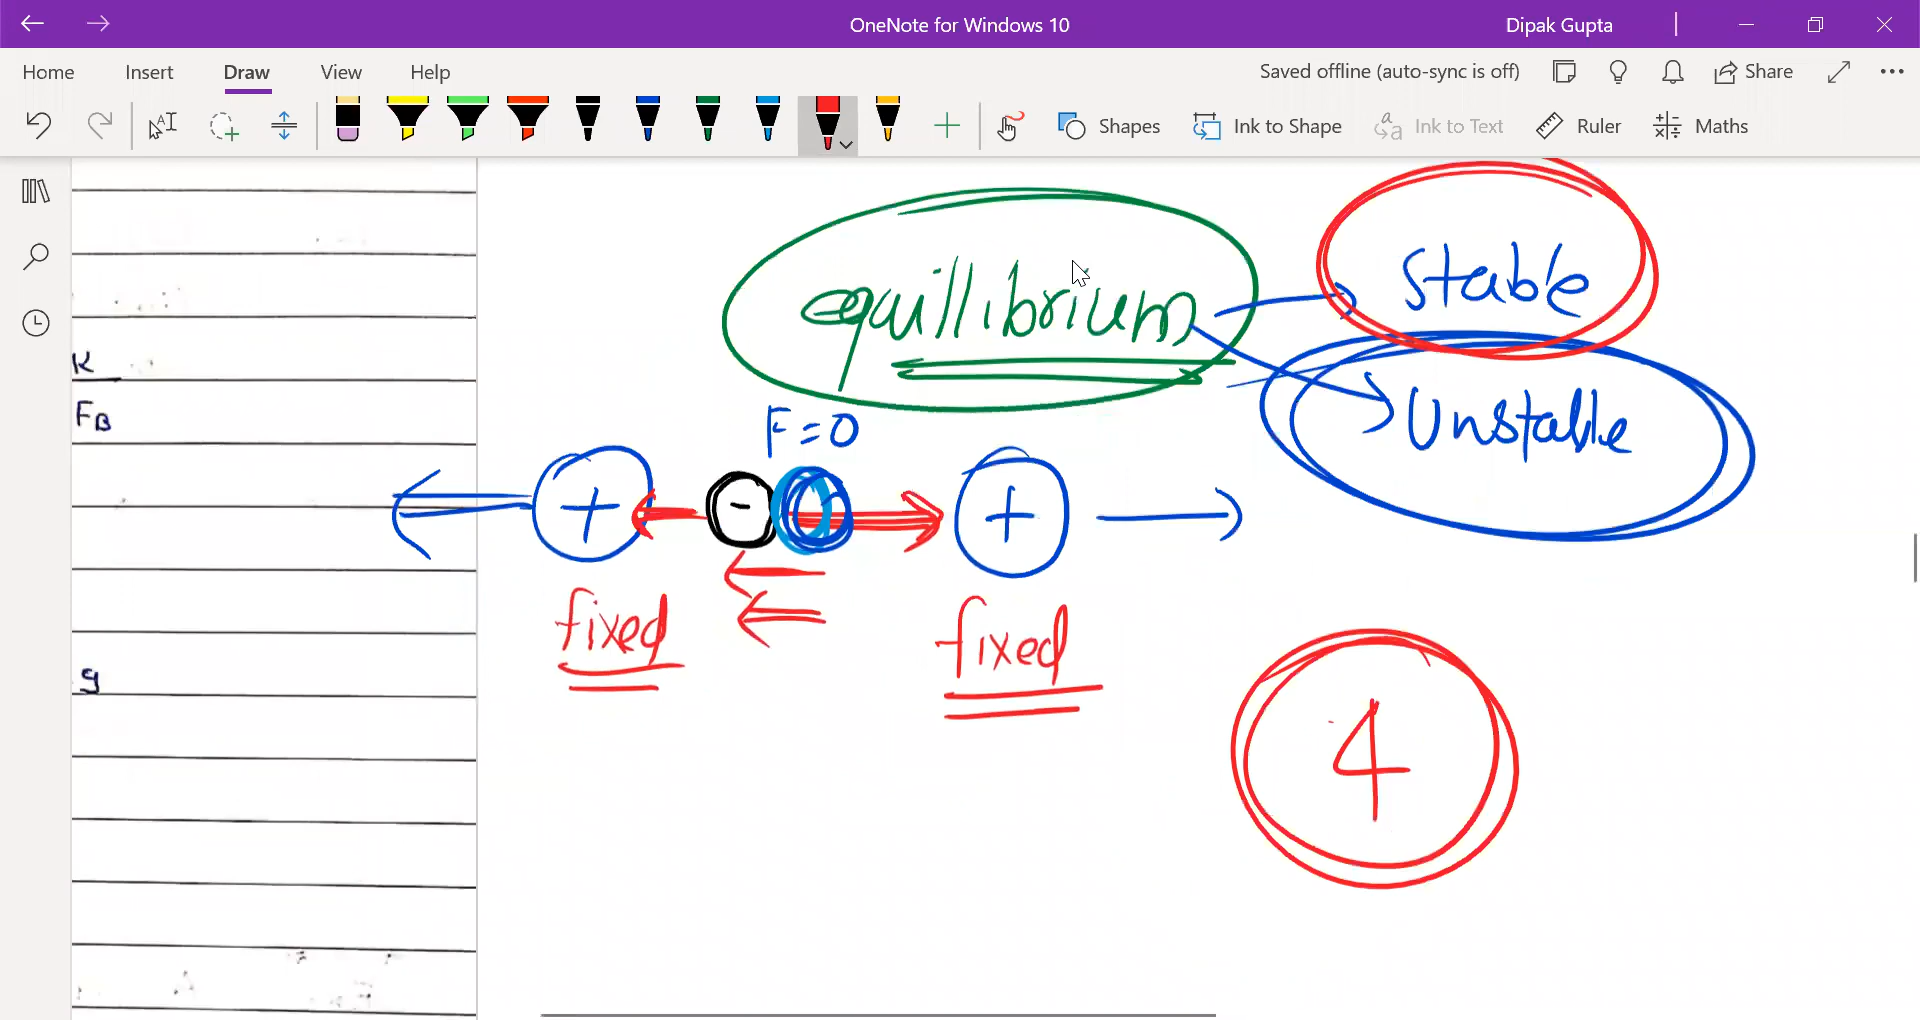 OneNote for Windows 10
Dipak Gupta
Home Insert Draw View Help
Saved offline (auto-sync is off)
Share
Shapes
Ink to Shape
Ink to Text
Ruler
Maths
equillibrium
Stable
Unstable
K
FB
F=0
+ - +
fixed fixed
g
4